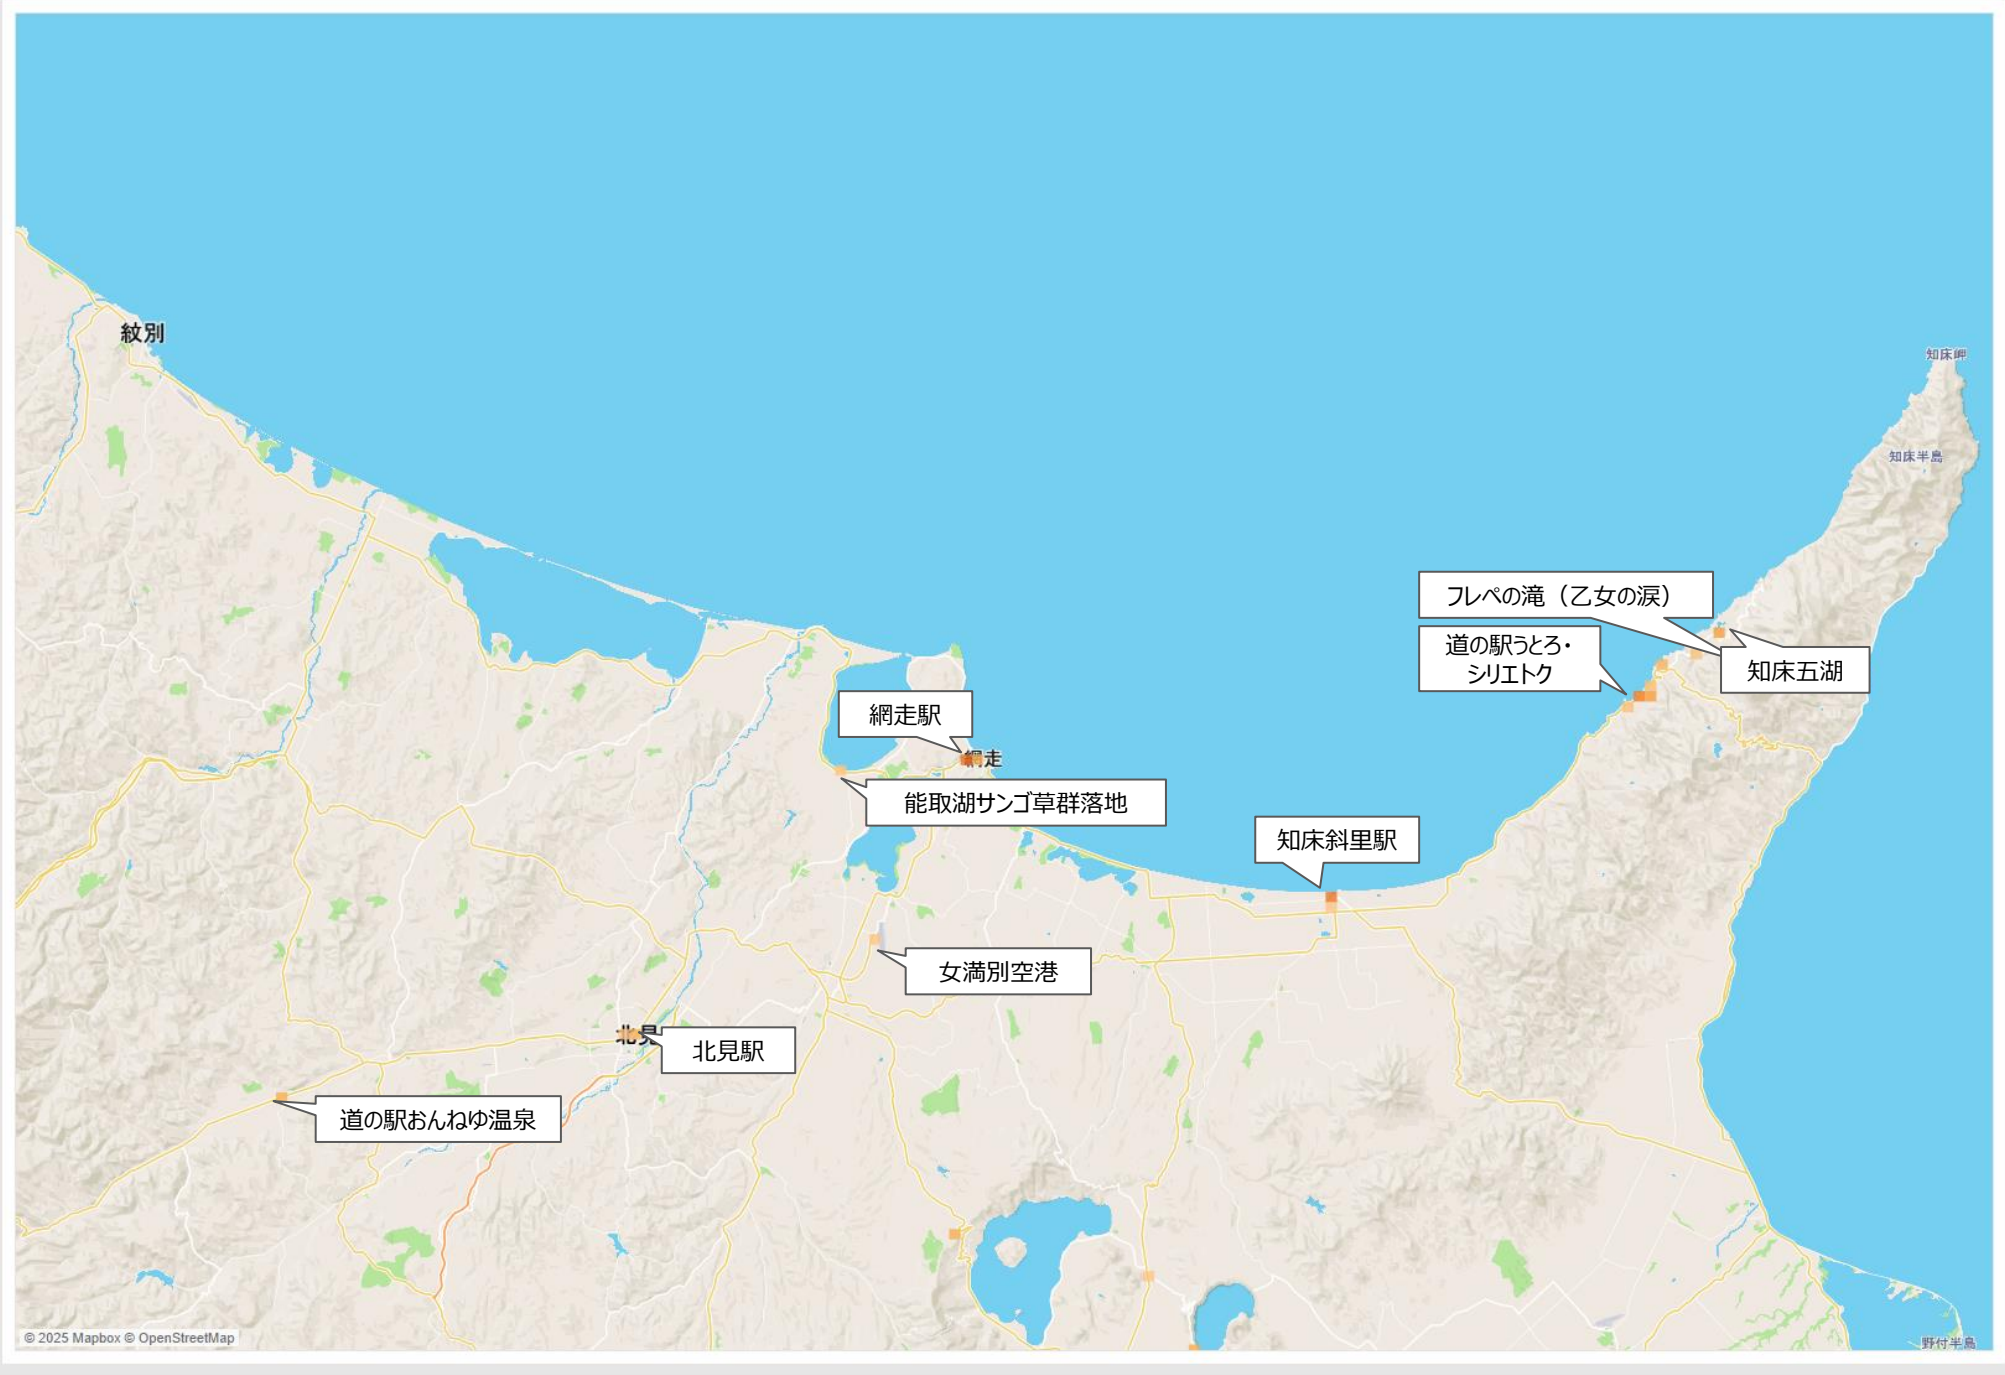 紋別
知床岬
知床半島
フレペの滝（乙女の涙）
道の駅うとろ・
シリエトク
知床五湖
網走駅
網走
能取湖サンゴ草群落地
知床斜里駅
女満別空港
北見
北見駅
道の駅おんねゆ温泉
© 2025 Mapbox © OpenStreetMap
野付半島